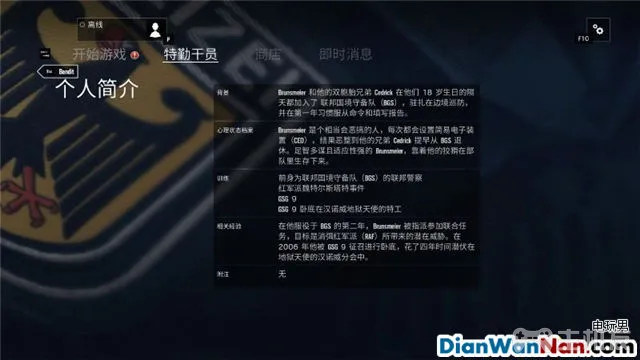 离线
P
F10
开始游戏
特勤干员
商店
即时消息
Esc Bandit
个人简介
背景
Brunsmeier 和他的双胞胎兄弟 Cedrick 在他们 18 岁生日的隔
天都加入了 联邦国境守备队 (BGS) ，驻扎在边境巡防，
并在第一年习惯服从命令和填写报告。
心理状态档案
Brunsmeier 是个相当会恶搞的人，每次都会设置简易电子装
置 (CED) ，结果恶整到他的兄弟 Cedrick 提早从 BGS 退
休。足智多谋且适应性强的 Brunsmeier，靠着他的狡猾在部
队里生存下来。
训练
前身为联邦国境守备队 (BGS) 的联邦警察
红军派魏特尔斯塔特事件
GSG 9
GSG 9 卧底在汉诺威地狱天使的特工
相关经验
在他服役于 BGS 的第二年，Brunsmeier 被指派参加联合任
务，目标是消弭红军派 (RAF) 所带来的潜在威胁。在
2006 年他被 GSG 9 征召进行卧底，花了四年时间潜伏在
地狱天使的汉诺威分会中。
附注
无
电玩男
DianWanNan.com